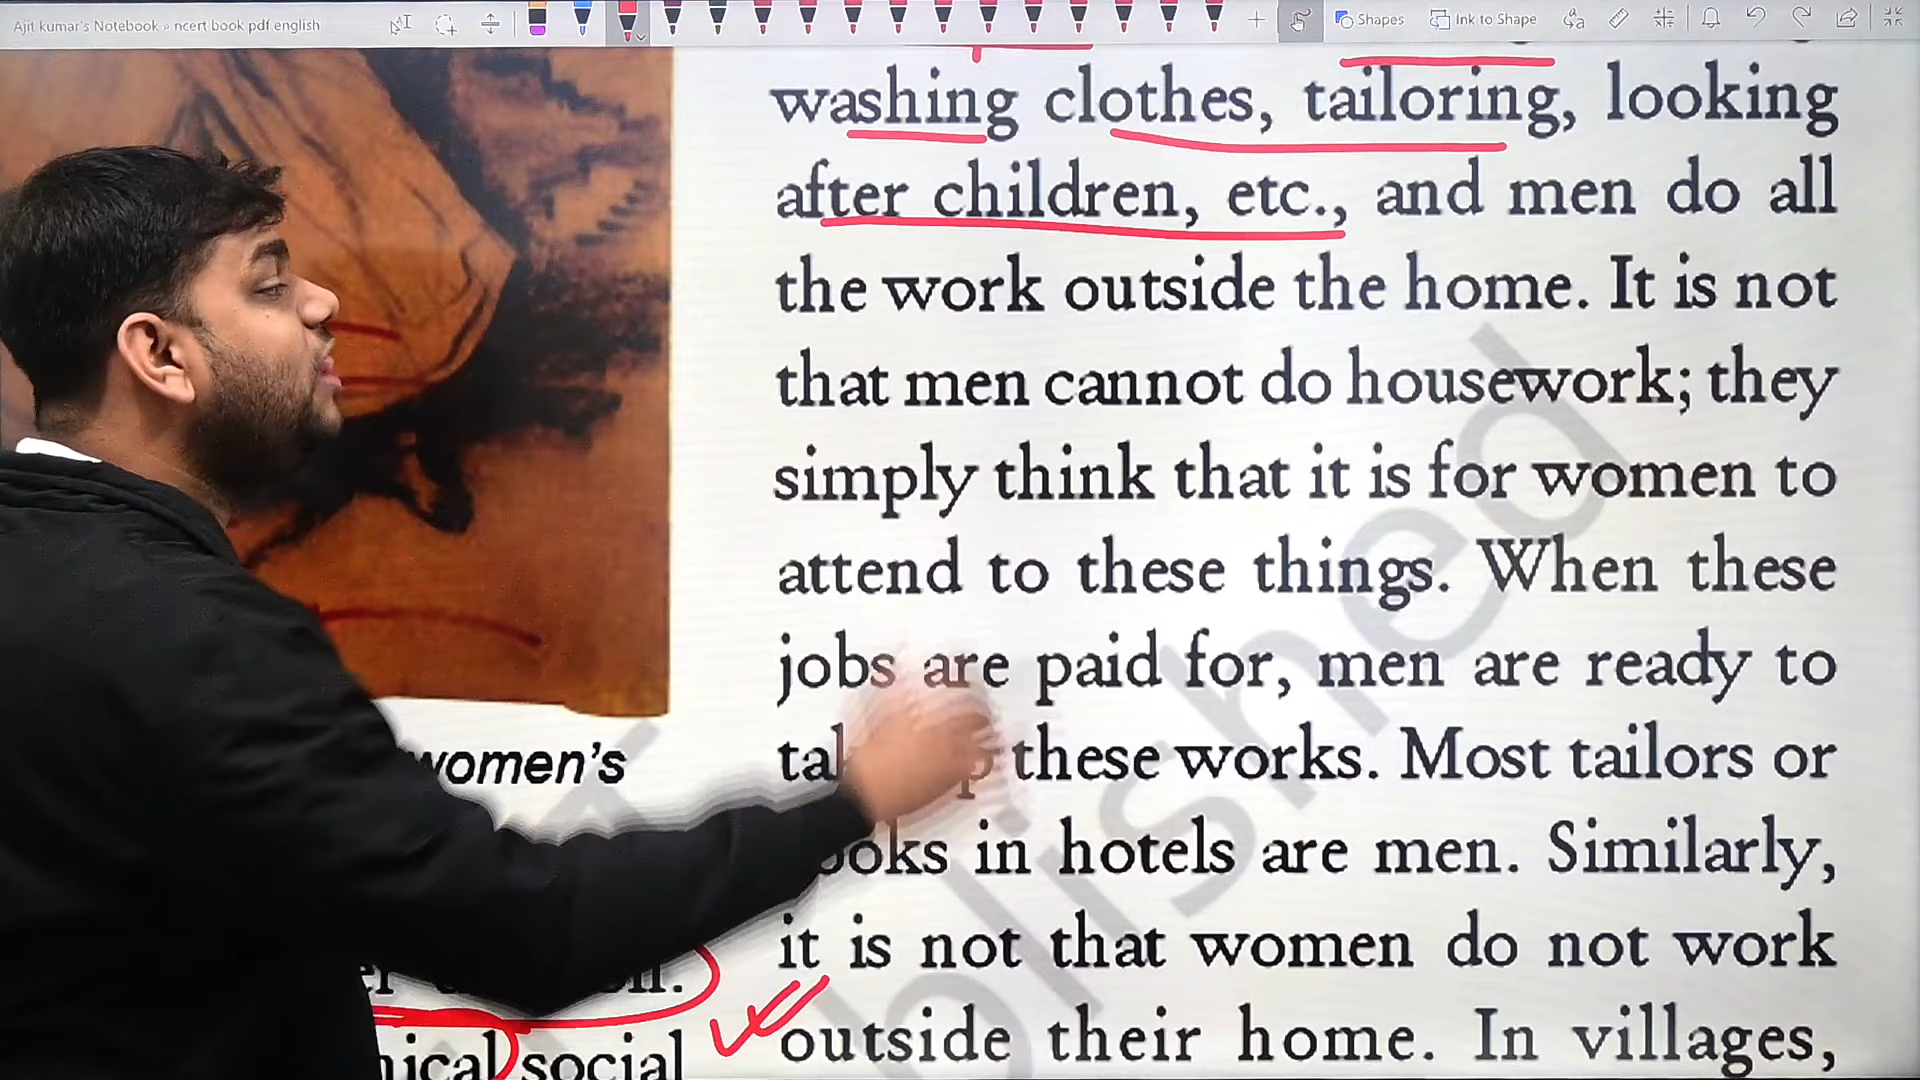 Ajit kumar's Notebook » ncert book pdf english
Shapes
Ink to Shape
washing clothes, tailoring, looking
after children, etc., and men do all
the work outside the home. It is not
that men cannot do housework; they
simply think that it is for women to
attend to these things. When these
jobs are paid for, men are ready to
these works. Most tailors or
in hotels are men. Similarly,
it is not that women do not work
outside their home. In villages,
women's
social
blished